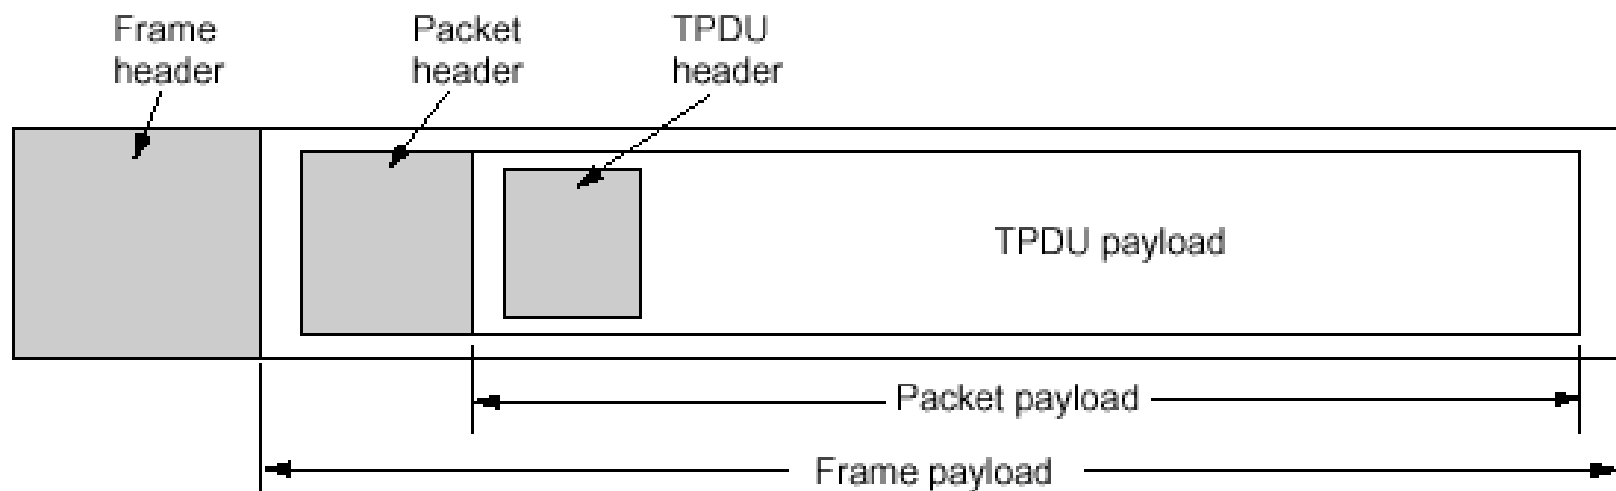 Frame
header
Packet
header
TPDU
header
TPDU payload
Packet payload
Frame payload